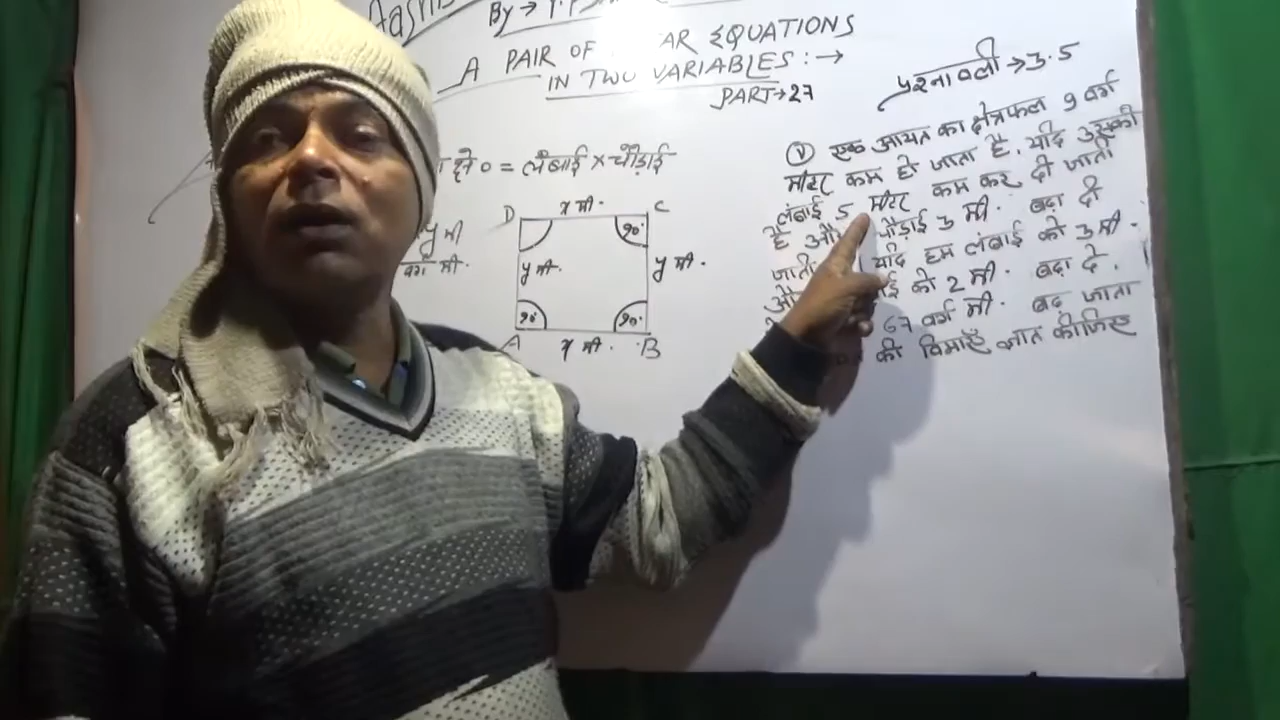 By →
A PAIR OF EQUATIONS
IN TWO VARIABLES : →
PART → 27
प्रश्नावली → 3.5
= लंबाई × चौड़ाई
D x मी. C
90°
y मी
वर्ग मी.
y मी. y मी.
90° 90°
A x मी. B
(v) एक आयत का क्षेत्रफल 9 वर्ग
मीटर कम हो जाता है, यदि उसकी
लंबाई 5 मीटर कम कर दी जाती
है और चौड़ाई 3 मी. बढ़ा दी
जाती यदि हम लंबाई को 3 मी.
को 2 मी. बढ़ा दे,
67 वर्ग मी. बढ़ जाता
की विमाएँ ज्ञात कीजिए